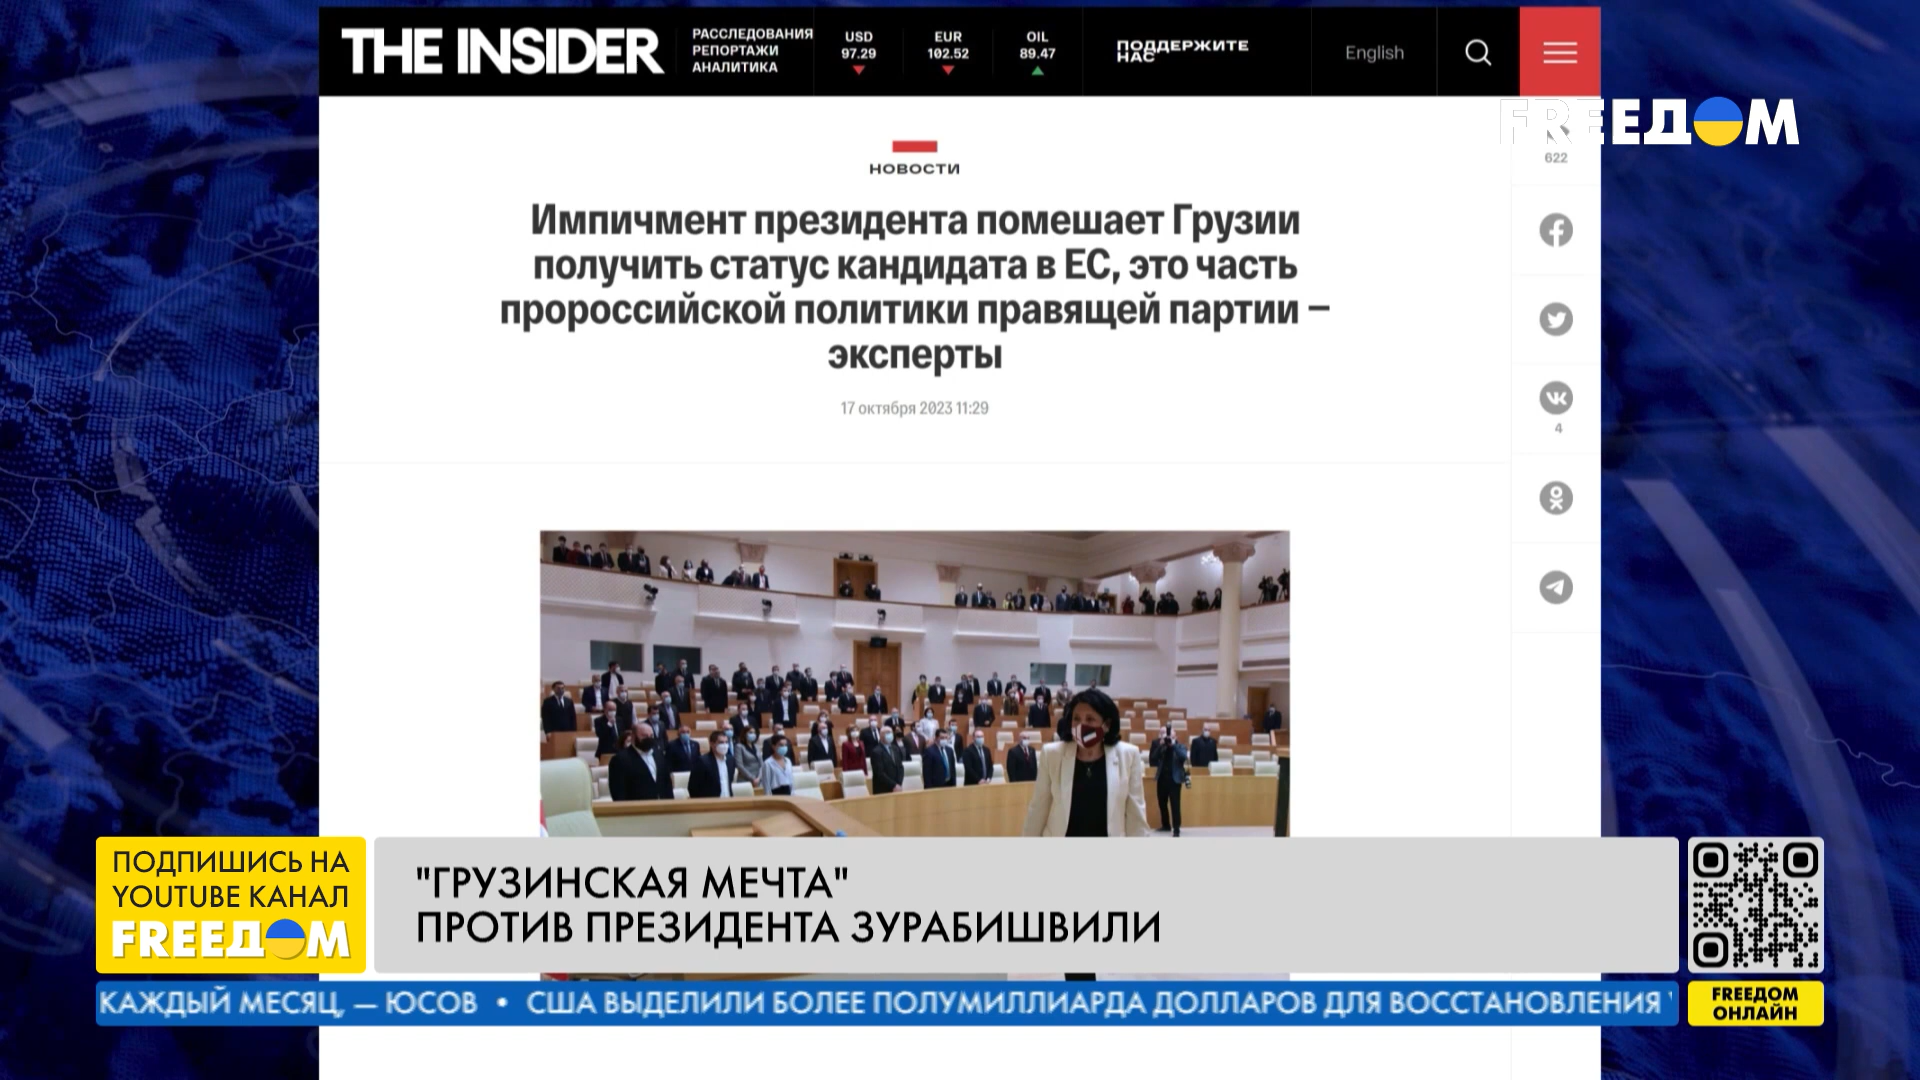 THE INSIDER
РАССЛЕДОВАНИЯ
РЕПОРТАЖИ
АНАЛИТИКА
USD
97.29
EUR
102.52
OIL
89.47
ПОДДЕРЖИТЕ
НАС
English
FREEДOM
622
НОВОСТИ
Импичмент президента помешает Грузии
получить статус кандидата в ЕС, это часть
пророссийской политики правящей партии —
эксперты
17 октября 2023 11:29
4
ПОДПИШИСЬ НА
YOUTUBE КАНАЛ
FREEДOM
"ГРУЗИНСКАЯ МЕЧТА"
ПРОТИВ ПРЕЗИДЕНТА ЗУРАБИШВИЛИ
КАЖДЫЙ МЕСЯЦ, — ЮСОВ • США ВЫДЕЛИЛИ БОЛЕЕ ПОЛУМИЛЛИАРДА ДОЛЛАРОВ ДЛЯ ВОССТАНОВЛЕНИЯ
FREEДOM
ОНЛАЙН